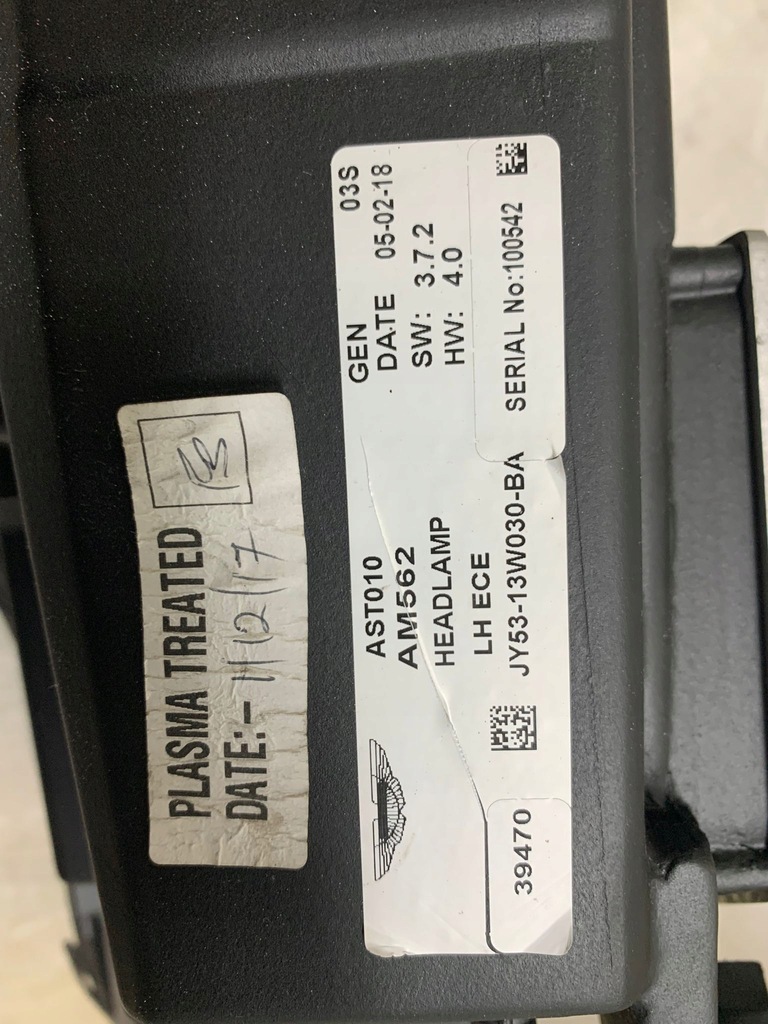 PLASMA TREATED
DATE:- 11/12/17
AST010
AM562
HEADLAMP
LH ECE
JY53-13W030-BA
GEN 03S
DATE 05-02-18
SW: 3.7.2
HW: 4.0
SERIAL No:100542
39470